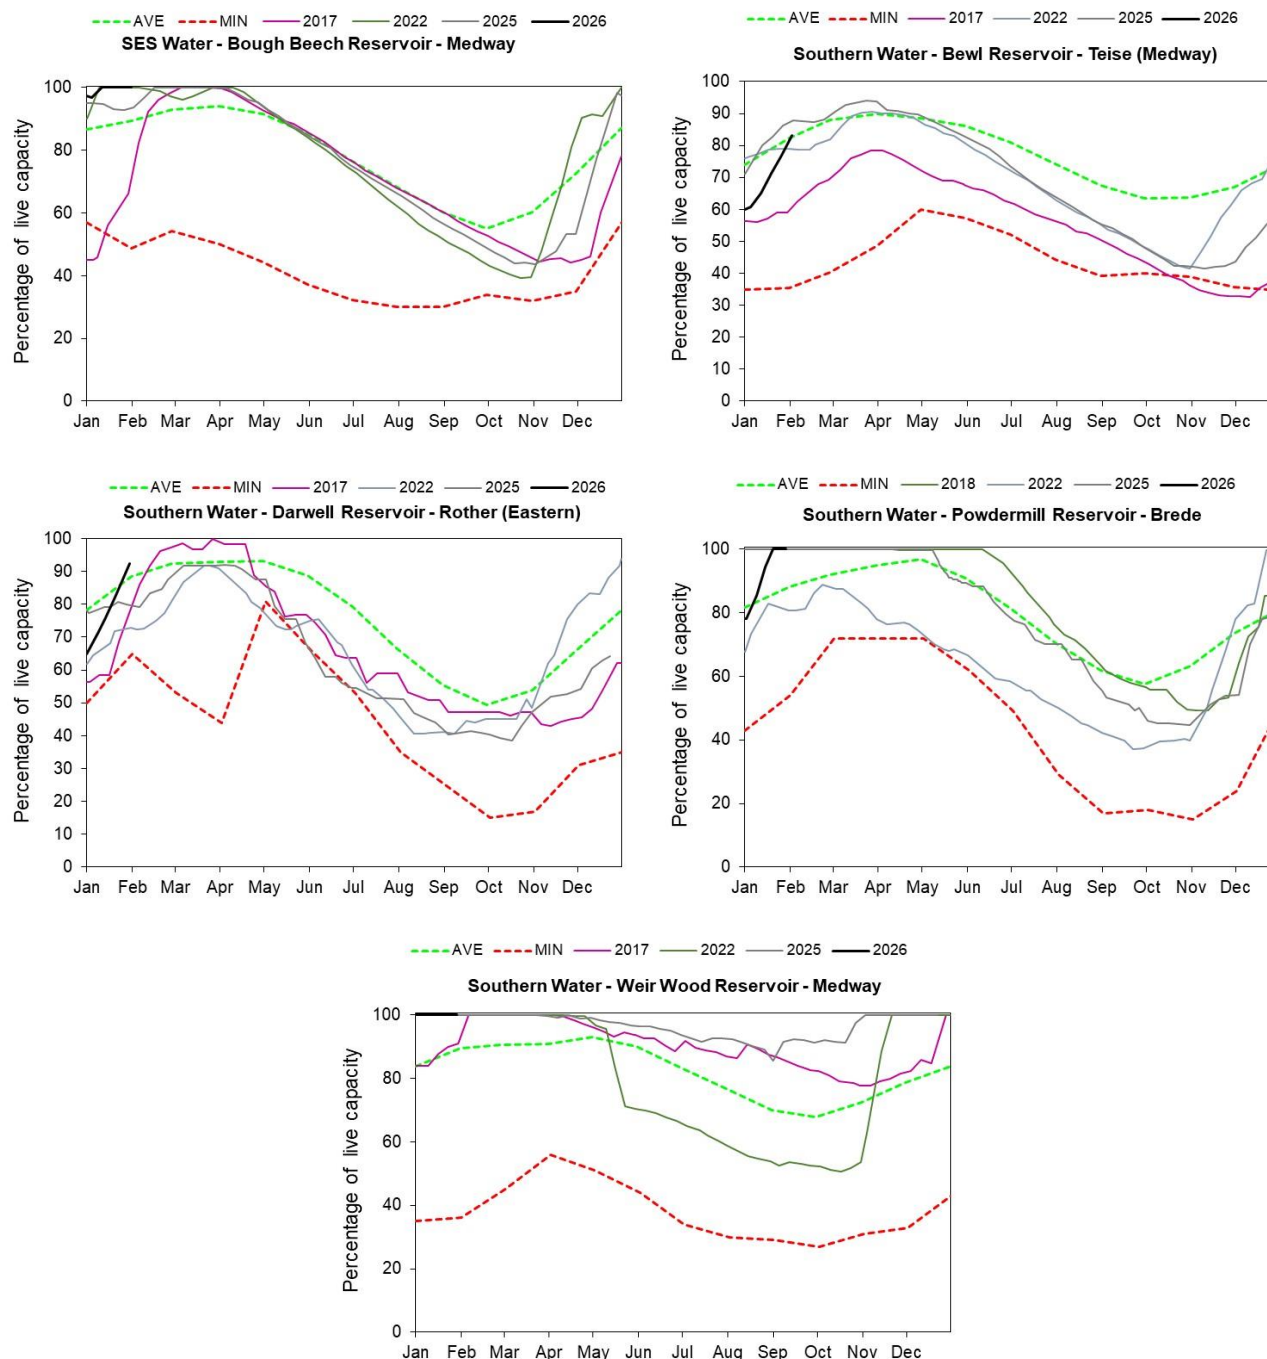 AVE MIN 2017 2022 2025 2026
SES Water - Bough Beech Reservoir - Medway
Percentage of live capacity
100
80
60
40
20
0
Jan Feb Mar Apr May Jun Jul Aug Sep Oct Nov Dec
AVE MIN 2017 2022 2025 2026
Southern Water - Bewl Reservoir - Teise (Medway)
Percentage of live capacity
100
90
80
70
60
50
40
30
20
10
0
Jan Feb Mar Apr May Jun Jul Aug Sep Oct Nov Dec
AVE MIN 2017 2022 2025 2026
Southern Water - Darwell Reservoir - Rother (Eastern)
Percentage of live capacity
100
90
80
70
60
50
40
30
20
10
0
Jan Feb Mar Apr May Jun Jul Aug Sep Oct Nov Dec
AVE MIN 2018 2022 2025 2026
Southern Water - Powdermill Reservoir - Brede
Percentage of live capacity
100
80
60
40
20
0
Jan Feb Mar Apr May Jun Jul Aug Sep Oct Nov Dec
AVE MIN 2017 2022 2025 2026
Southern Water - Weir Wood Reservoir - Medway
Percentage of live capacity
100
80
60
40
20
0
Jan Feb Mar Apr May Jun Jul Aug Sep Oct Nov Dec